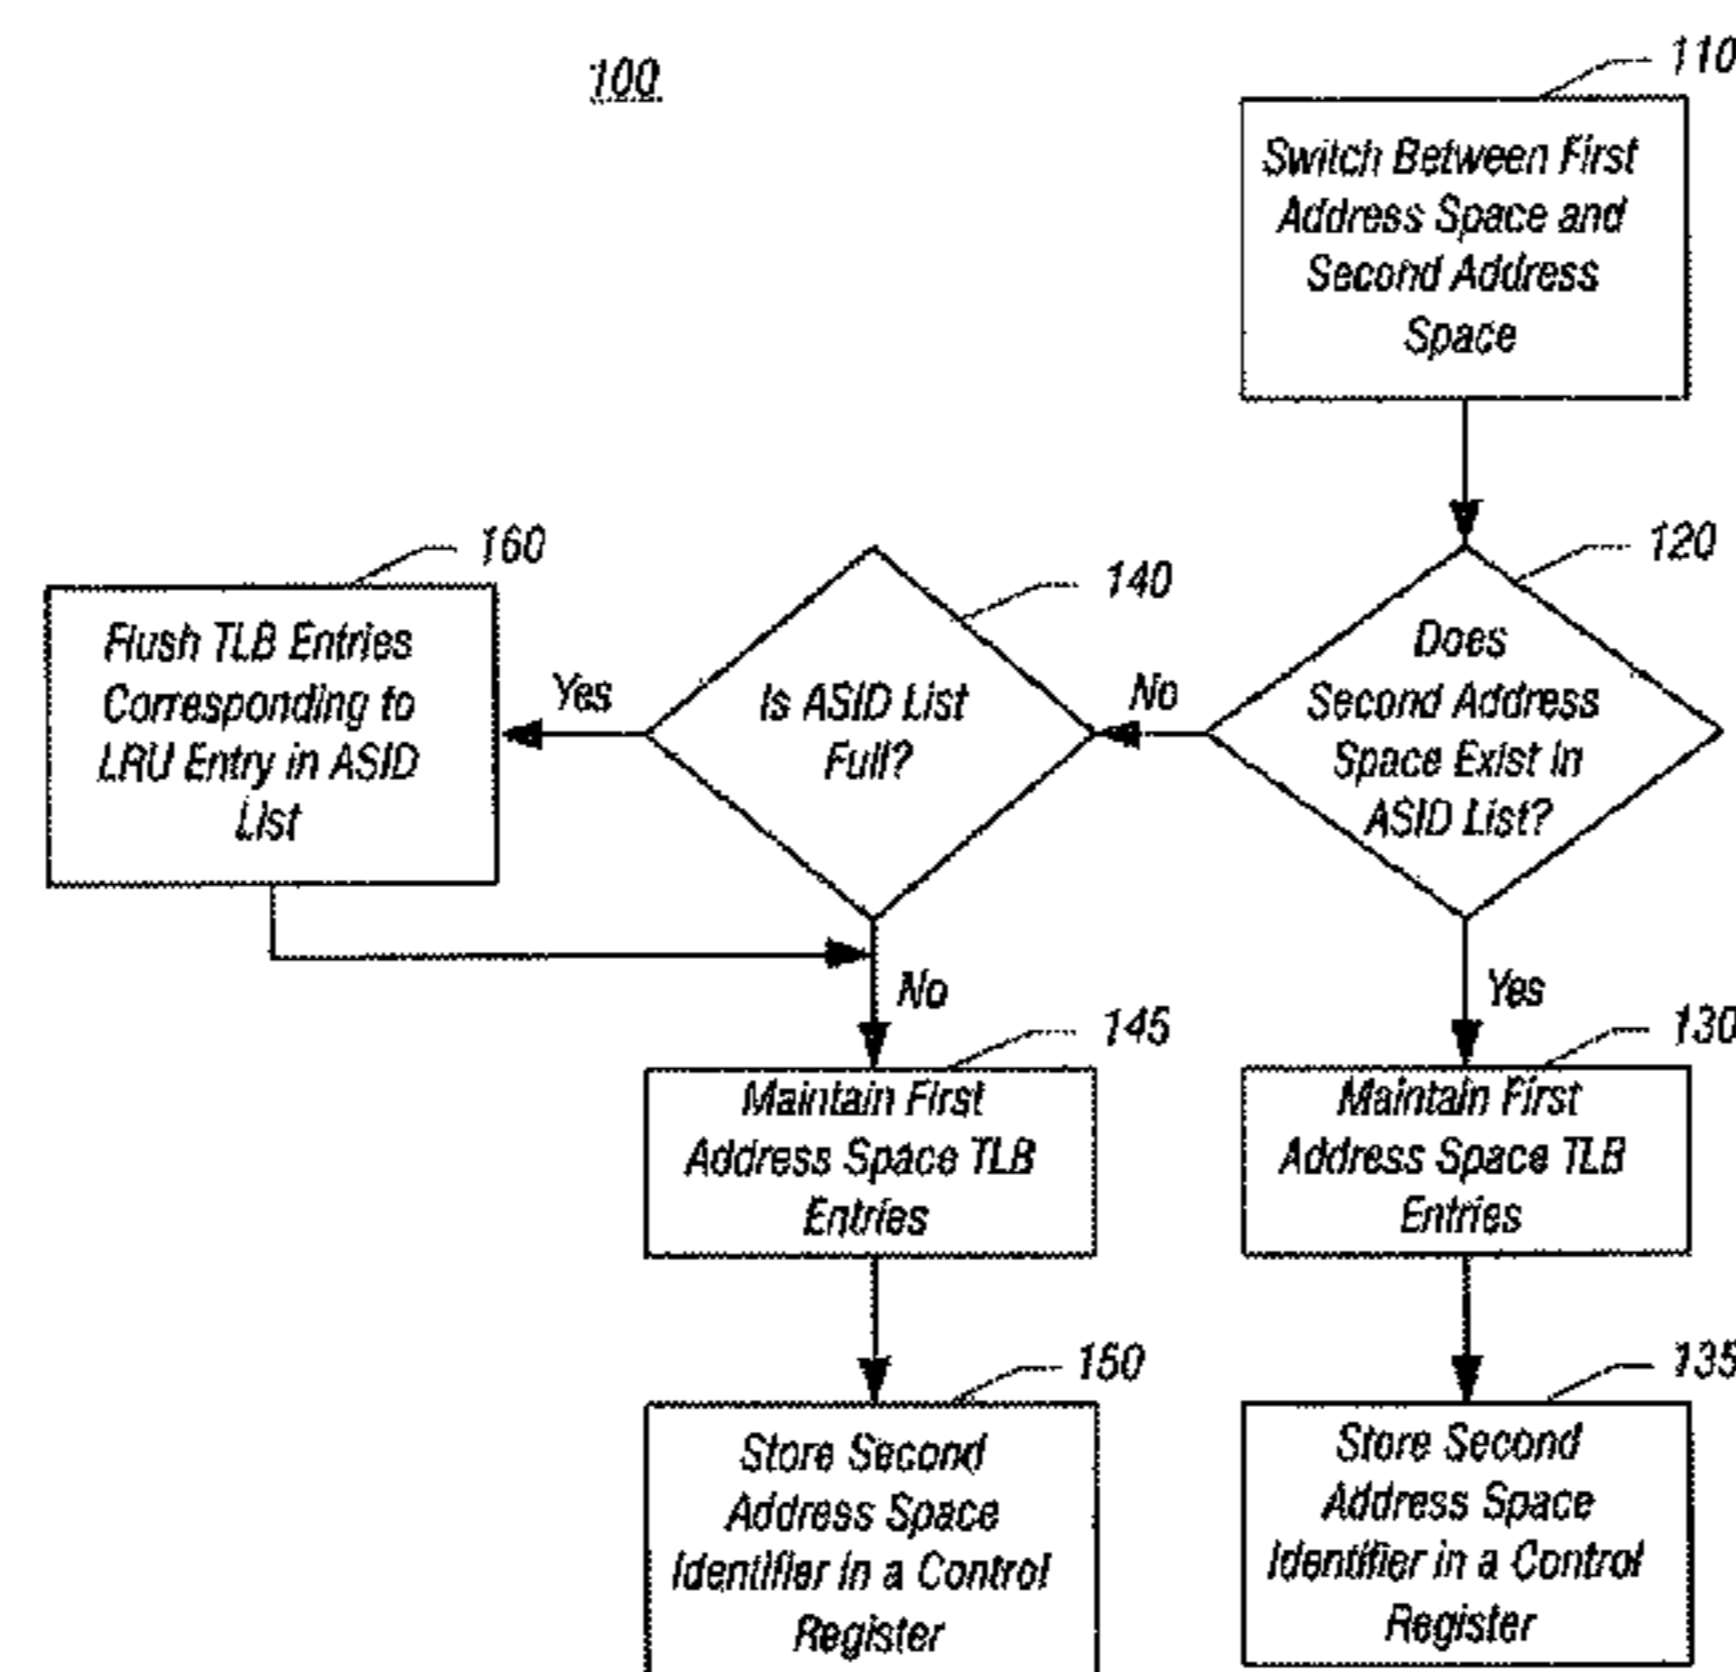 100
110
Switch Between First
Address Space and
Second Address
Space
160
Flush TLB Entries
Corresponding to
LRU Entry in ASID
List
Yes
140
Is ASID List
Full?
No
120
Does
Second Address
Space Exist in
ASID List?
No
Yes
145
Maintain First
Address Space TLB
Entries
130
Maintain First
Address Space TLB
Entries
150
Store Second
Address Space
Identifier in a Control
Register
135
Store Second
Address Space
Identifier in a Control
Register